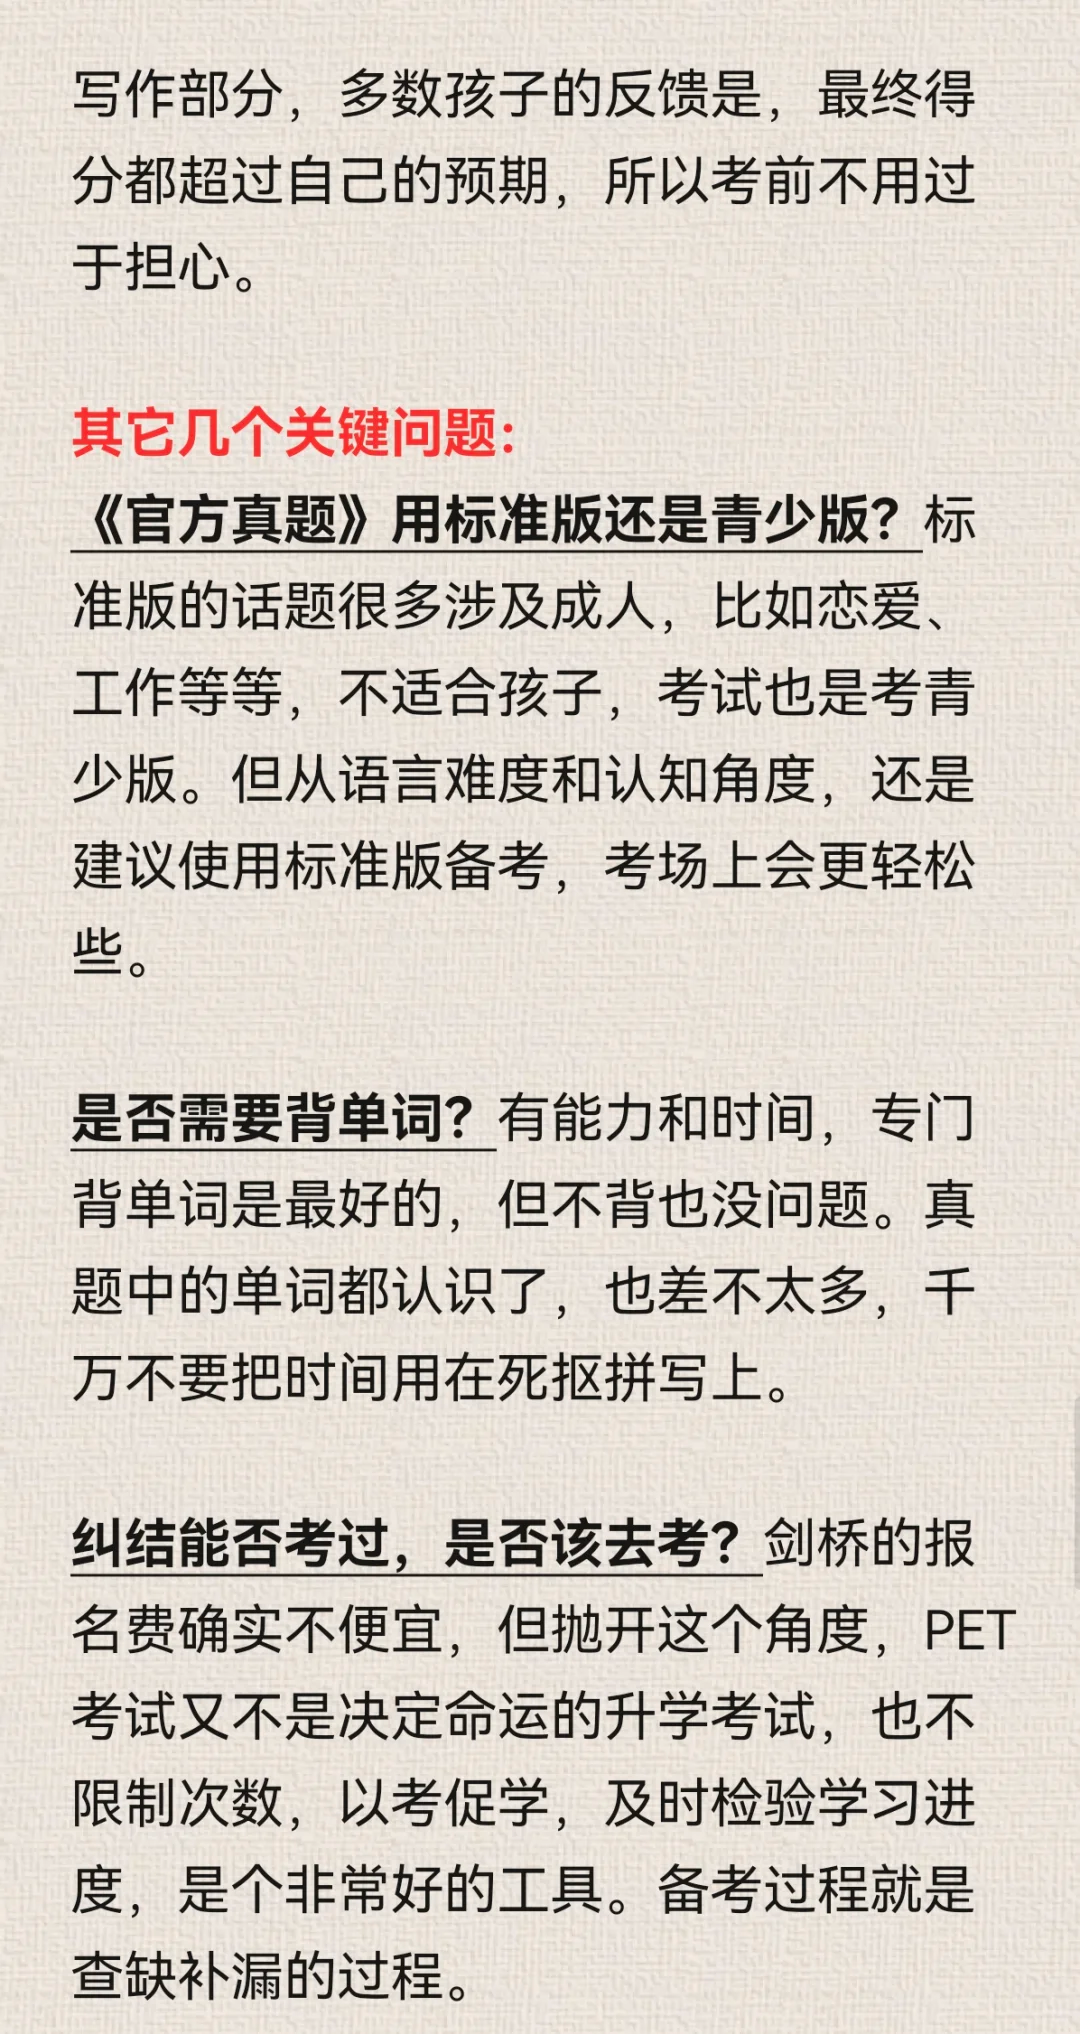 写作部分，多数孩子的反馈是，最终得
分都超过自己的预期，所以考前不用过
于担心。
其它几个关键问题：
《官方真题》用标准版还是青少版？标
准版的话题很多涉及成人，比如恋爱、
工作等等，不适合孩子，考试也是考青
少版。但从语言难度和认知角度，还是
建议使用标准版备考，考场上会更轻松
些。
是否需要背单词？有能力和时间，专门
背单词是最好的，但不背也没问题。真
题中的单词都认识了，也差不太多，千
万不要把时间用在死抠拼写上。
纠结能否考过，是否该去考？剑桥的报
名费确实不便宜，但抛开这个角度，PET
考试又不是决定命运的升学考试，也不
限制次数，以考促学，及时检验学习进
度，是个非常好的工具。备考过程就是
查缺补漏的过程。